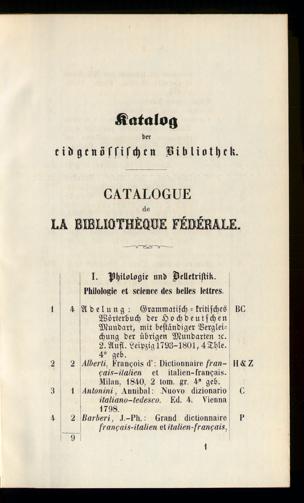 Katalog
der
eidgenössischen Bibliothek.
CATALOGUE
de
LA BIBLIOTHÈQUE FÉDÉRALE.
I. Philologie und Belletristik.
Philologie et science des belles lettres.
1 4 Adelung: Grammatisch-kritisches BC
Wörterbuch der Hochdeutschen
Mundart, mit beständiger Verglei-
chung der übrigen Mundarten ꝛc.
2. Aufl. Leipzig 1793-1801, 4 Thle.
4° geb.
2 2 Alberti, François d': Dictionnaire fran- H & Z
çais-italien et italien-français.
Milan, 1840, 2 tom. gr. 4° geb.
3 1 Antonini, Annibal: Nuovo dizionario C
italiano-tedesco. Ed. 4. Vienna
1798.
4 2 Barberi, J.-Ph.: Grand dictionnaire P
français-italien et italien-français,
9
1